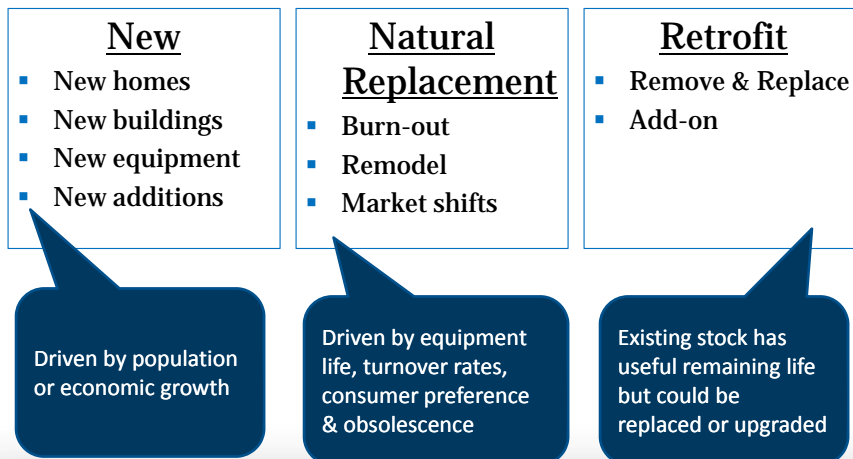 New
▪ New homes
▪ New buildings
▪ New equipment
▪ New additions
Natural
Replacement
▪ Burn-out
▪ Remodel
▪ Market shifts
Retrofit
▪ Remove & Replace
▪ Add-on
Driven by population
or economic growth
Driven by equipment
life, turnover rates,
consumer preference
& obsolescence
Existing stock has
useful remaining life
but could be
replaced or upgraded